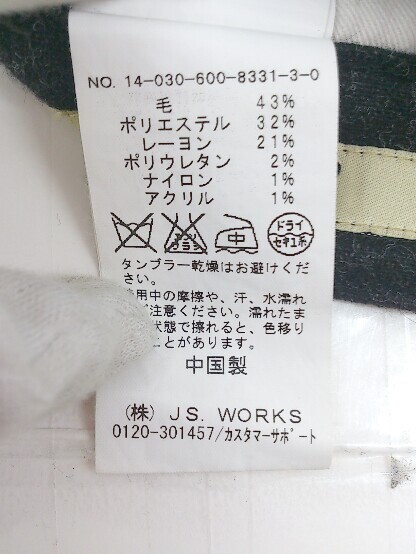 NO. 14-030-600-8331-3-0
毛 43%
ポリエステル 32%
レーヨン 21%
ポリウレタン 2%
ナイロン 1%
アクリル 1%
中 ドライ
セキユ系
タンブラー乾燥はお避けくだ
さい。
用中の摩擦や、汗、水濡れ
注意ください。濡れたま
状態で擦れると、色移り
ことがあります。
中国製
(株) J.S. WORKS
0120-301457/カスタマーサポート